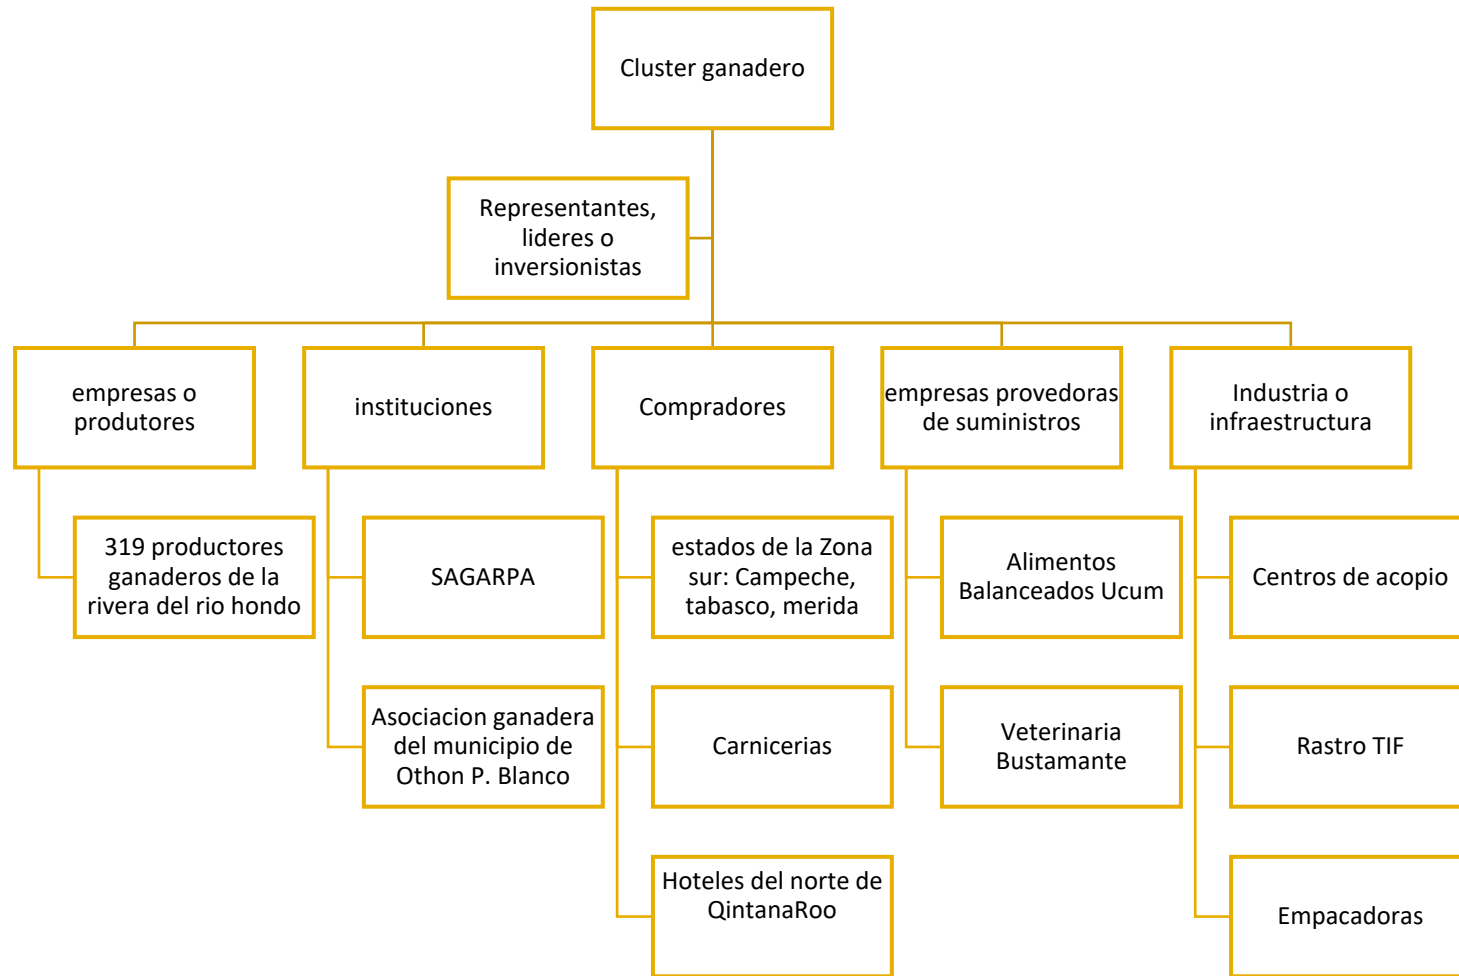 Cluster ganadero
Representantes,
lideres o
inversionistas
empresas o
produtores
instituciones
Compradores
empresas provedoras
de suministros
Industria o
infraestructura
319 productores
ganaderos de la
rivera del rio hondo
SAGARPA
estados de la Zona
sur: Campeche,
tabasco, merida
Alimentos
Balanceados Ucum
Centros de acopio
Asociacion ganadera
del municipio de
Othon P. Blanco
Carnicerias
Veterinaria
Bustamante
Rastro TIF
Hoteles del norte de
QintanaRoo
Empacadoras